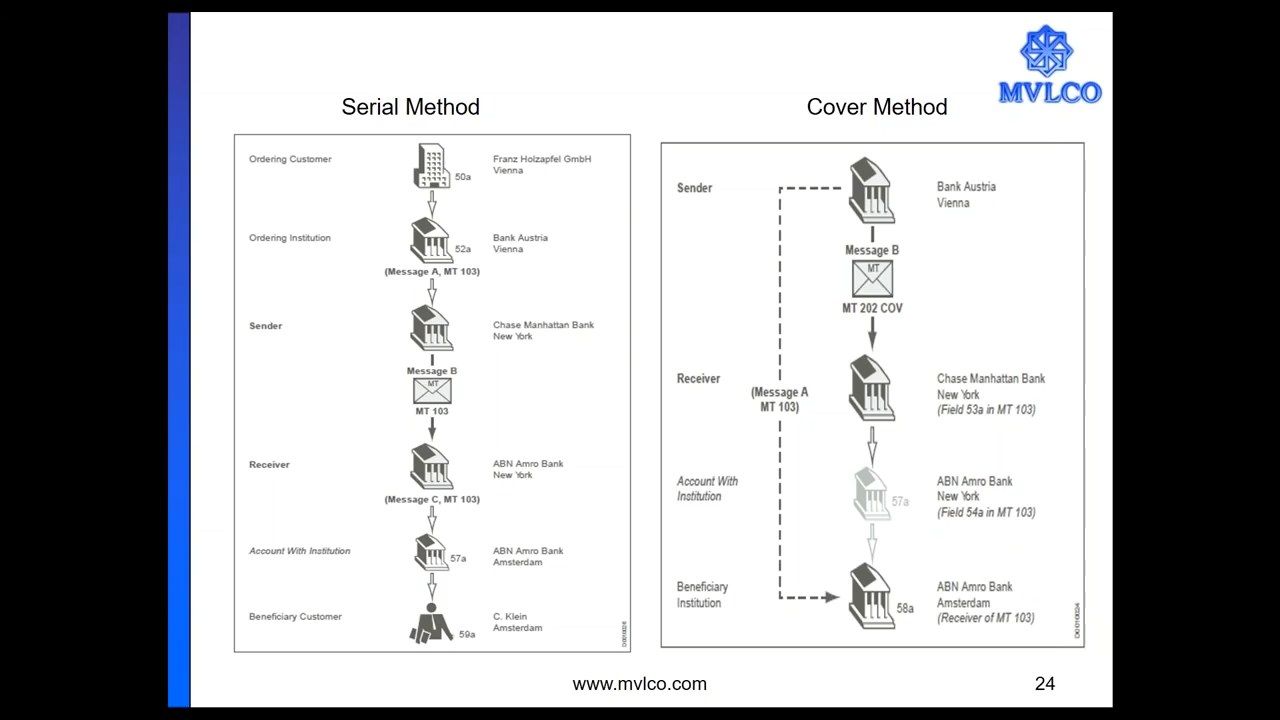 MVLCO
Serial Method
Cover Method
Ordering Customer
50a
Franz Holzapfel GmbH
Vienna
Ordering Institution
52a
Bank Austria
Vienna
(Message A, MT 103)
Sender
Chase Manhattan Bank
New York
Message B
MT
MT 103
Receiver
ABN Amro Bank
New York
(Message C, MT 103)
Account With Institution
57a
ABN Amro Bank
Amsterdam
Beneficiary Customer
59a
C. Klein
Amsterdam
D0010026
Sender
Bank Austria
Vienna
Message B
MT
MT 202 COV
Receiver
(Message A
MT 103)
Chase Manhattan Bank
New York
(Field 53a in MT 103)
Account With
Institution
57a
ABN Amro Bank
New York
(Field 54a in MT 103)
Beneficiary
Institution
58a
ABN Amro Bank
Amsterdam
(Receiver of MT 103)
D0010024
www.mvlco.com
24